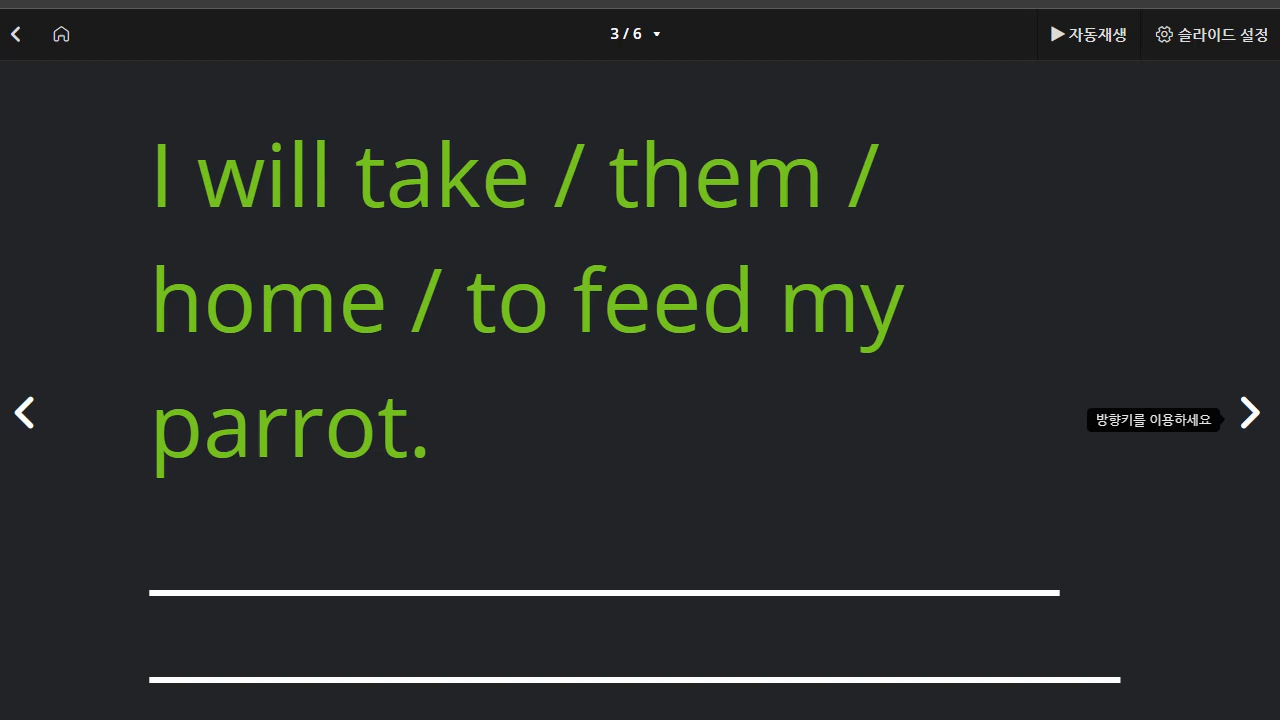 3 / 6
자동재생
슬라이드 설정
I will take / them /
home / to feed my
parrot.
방향키를 이용하세요